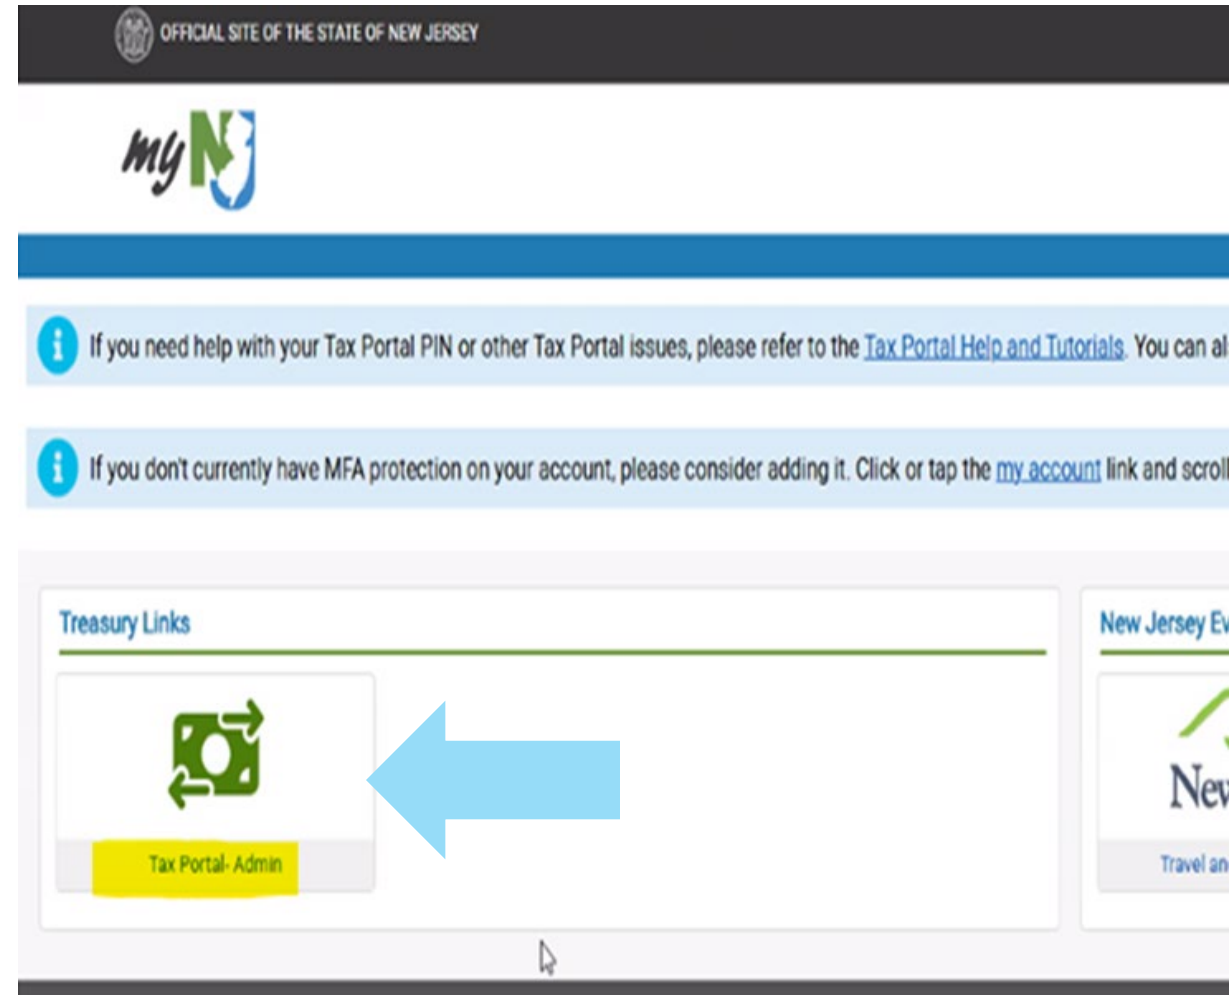 OFFICIAL SITE OF THE STATE OF NEW JERSEY
my NJ
If you need help with your Tax Portal PIN or other Tax Portal issues, please refer to the Tax Portal Help and Tutorials. You can al
If you don't currently have MFA protection on your account, please consider adding it. Click or tap the my account link and scroll
Treasury Links
Tax Portal- Admin
New Jersey Ev
New
Travel an